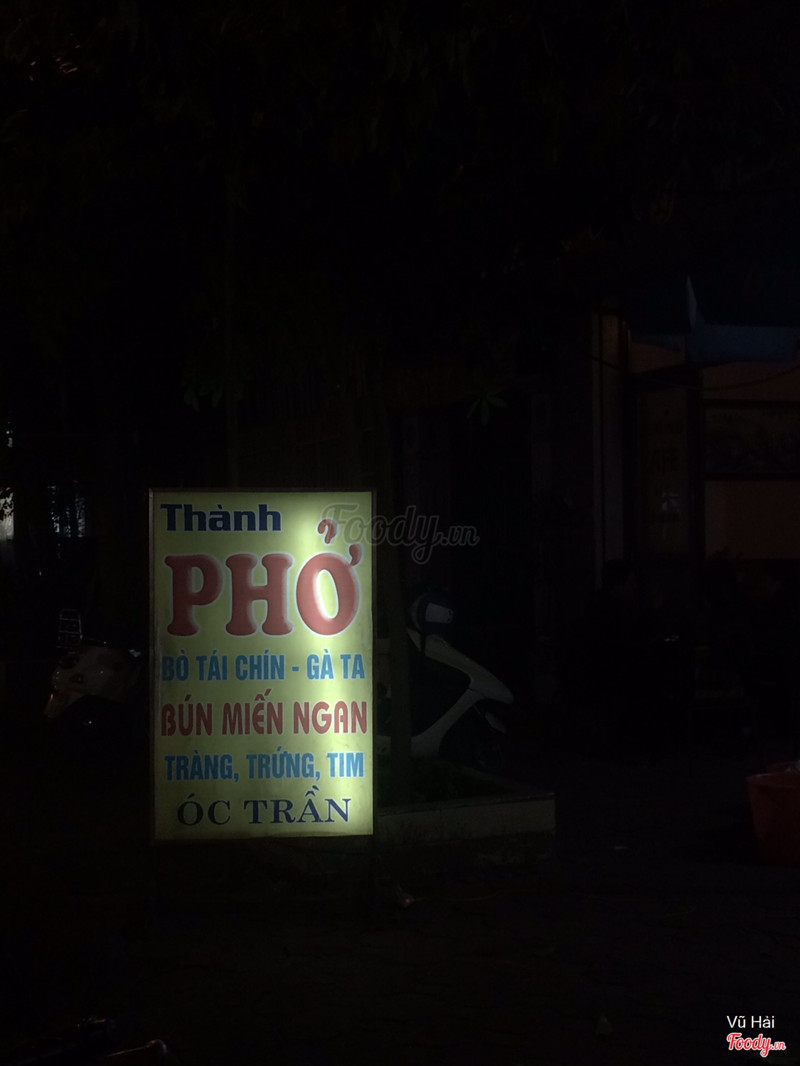 Thành
PHỞ
BÒ TÁI CHÍN - GÀ TA
BÚN MIẾN NGAN
TRÀNG, TRỨNG, TIM
ÓC TRẦN
Foody.vn
Vũ Hải
Foody.vn